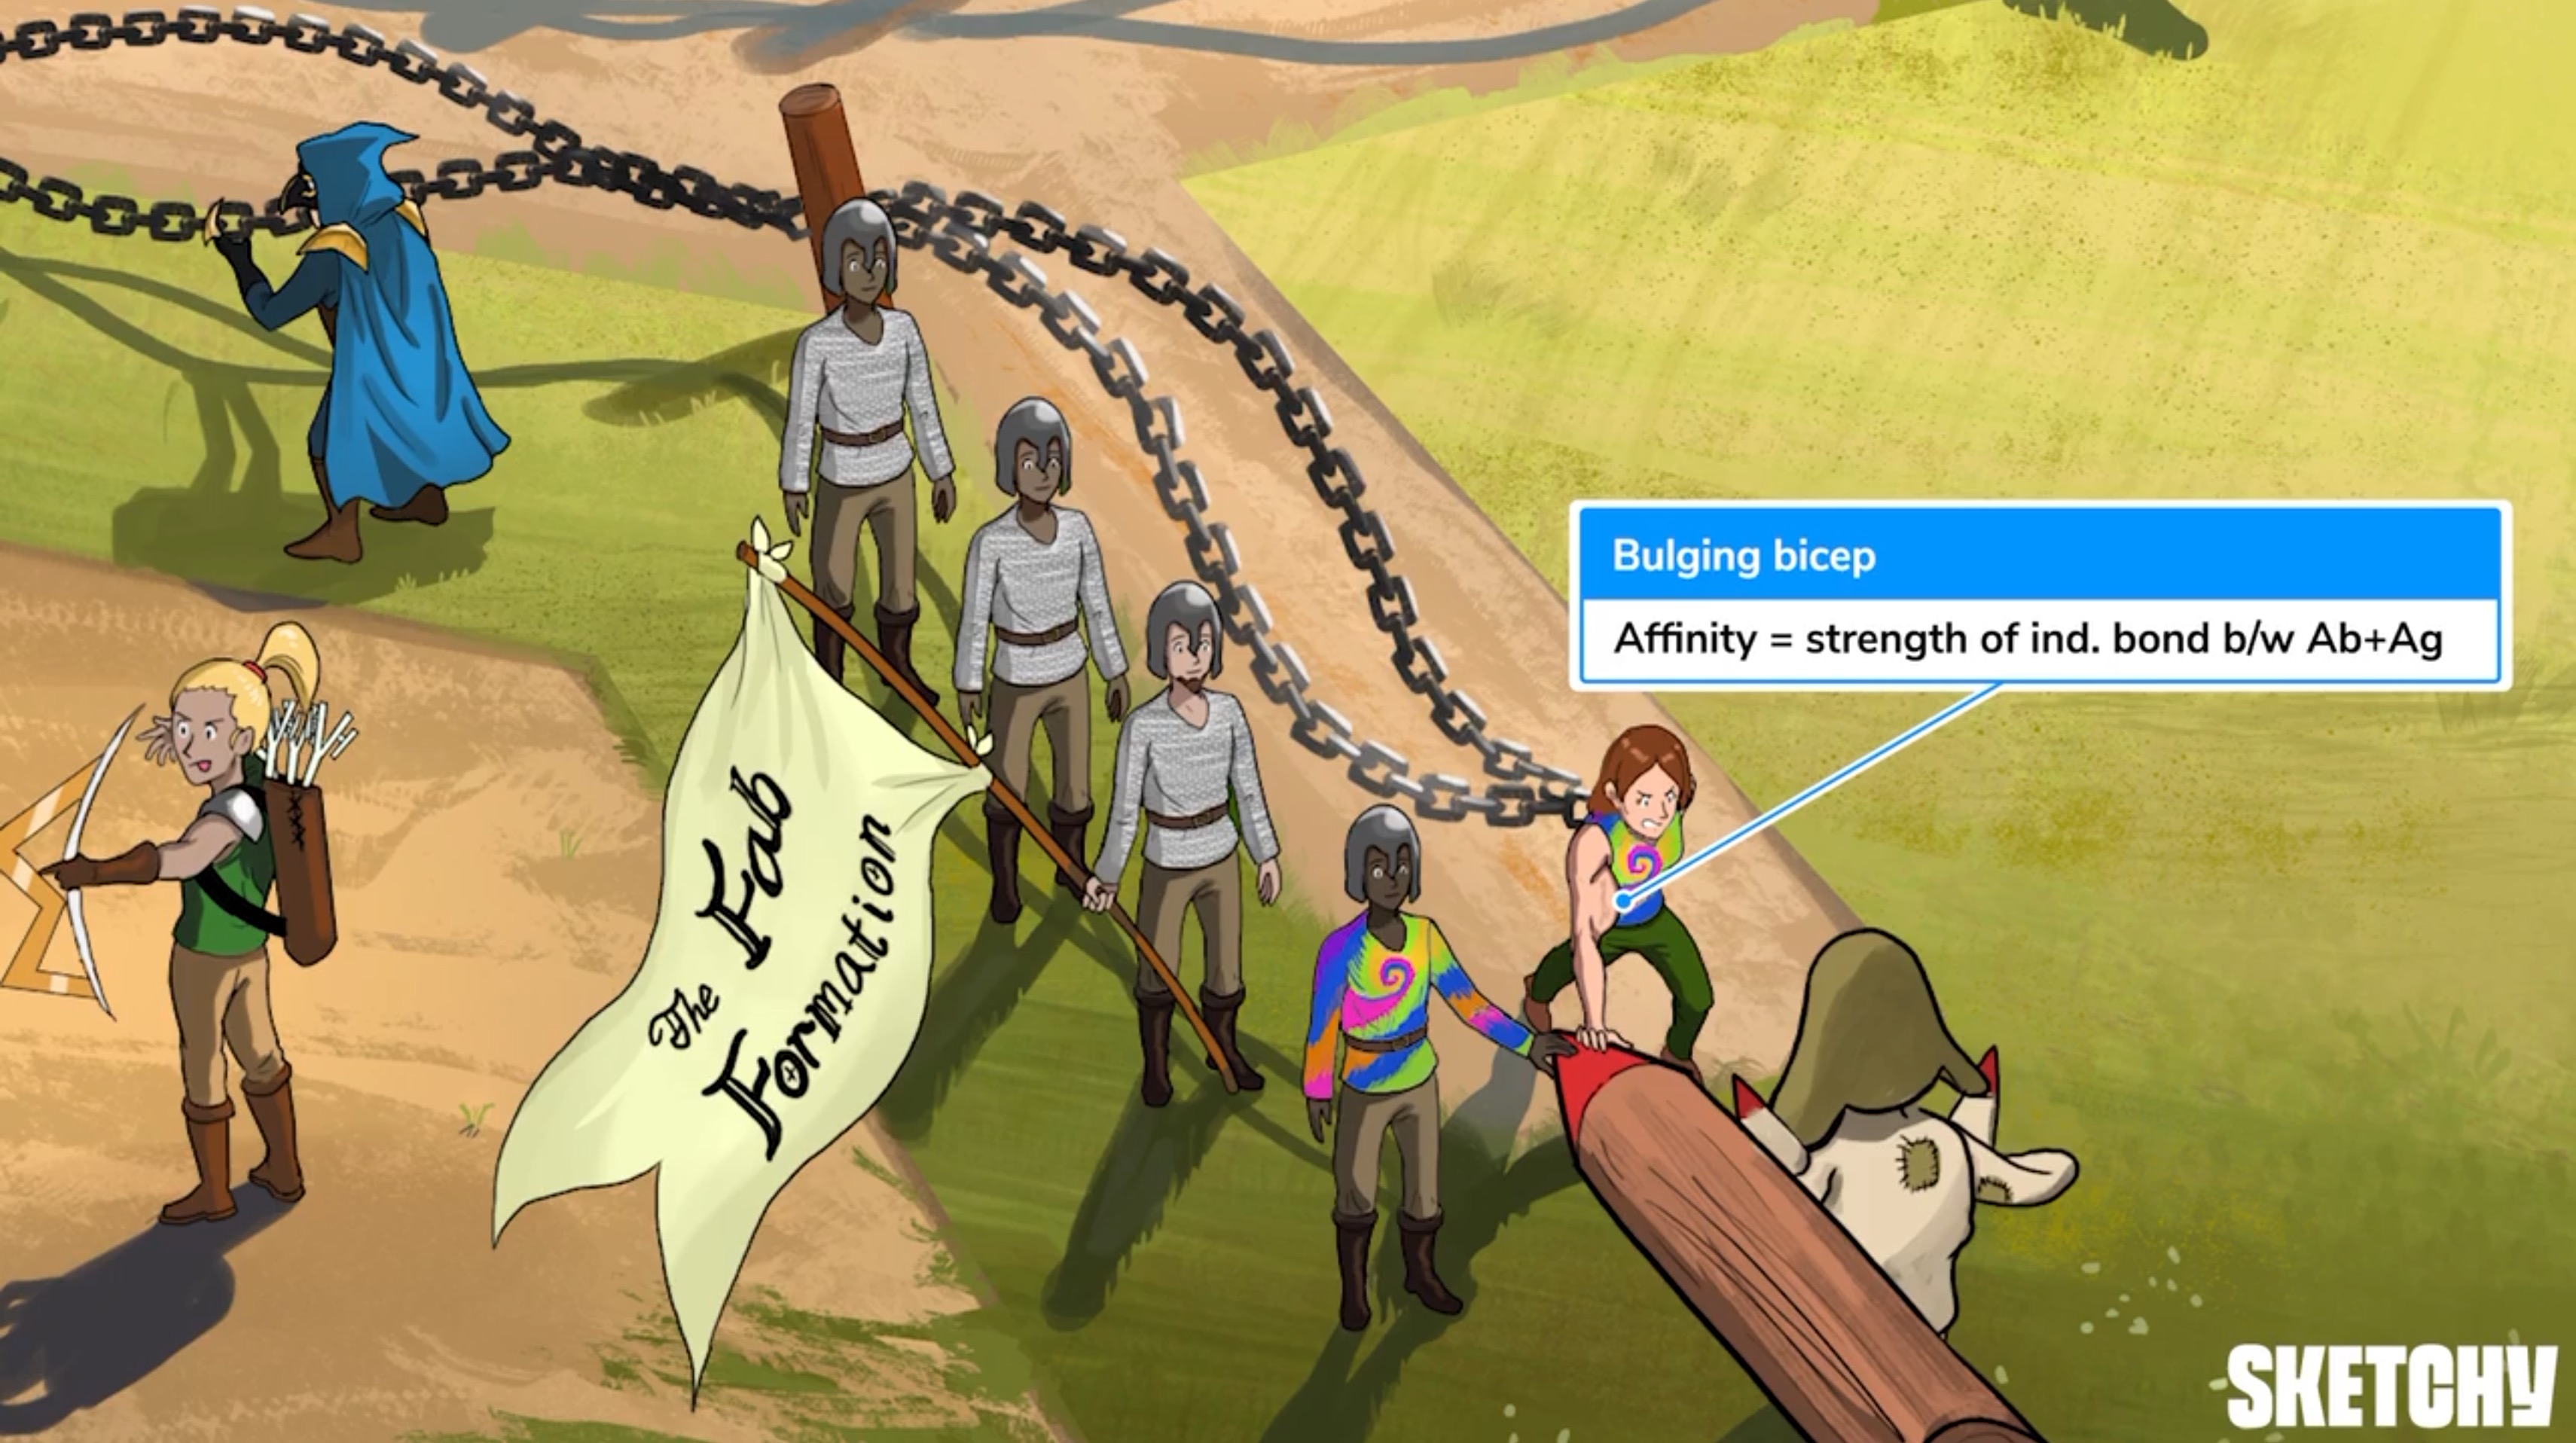 Bulging bicep
Affinity = strength of ind. bond b/w Ab+Ag
The Fab
Formation
SKETCHY